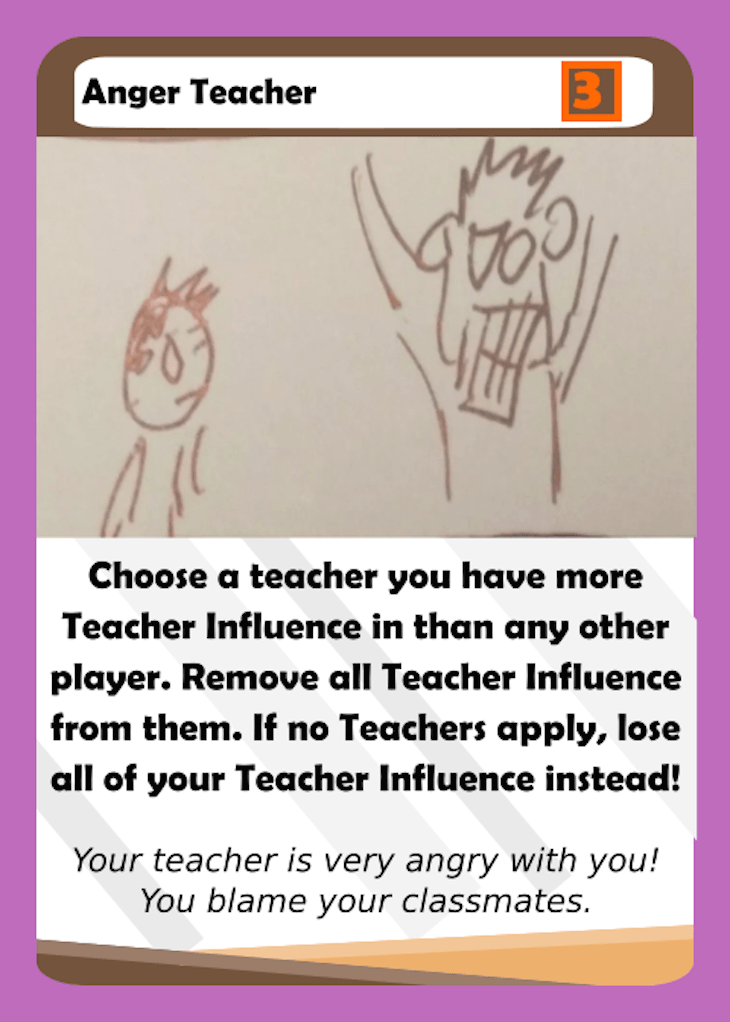 Anger Teacher
3
Choose a teacher you have more
Teacher Influence in than any other
player. Remove all Teacher Influence
from them. If no Teachers apply, lose
all of your Teacher Influence instead!
Your teacher is very angry with you!
You blame your classmates.